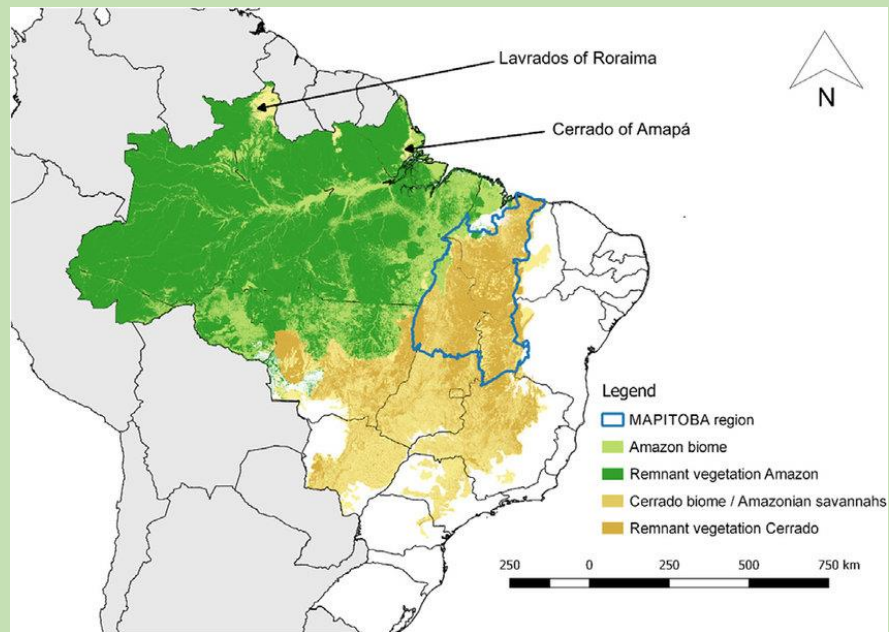 Lavrados of Roraima
Cerrado of Amapá
N
Legend
MAPITOBA region
Amazon biome
Remnant vegetation Amazon
Cerrado biome / Amazonian savannahs
Remnant vegetation Cerrado
250 0 250 500 750 km